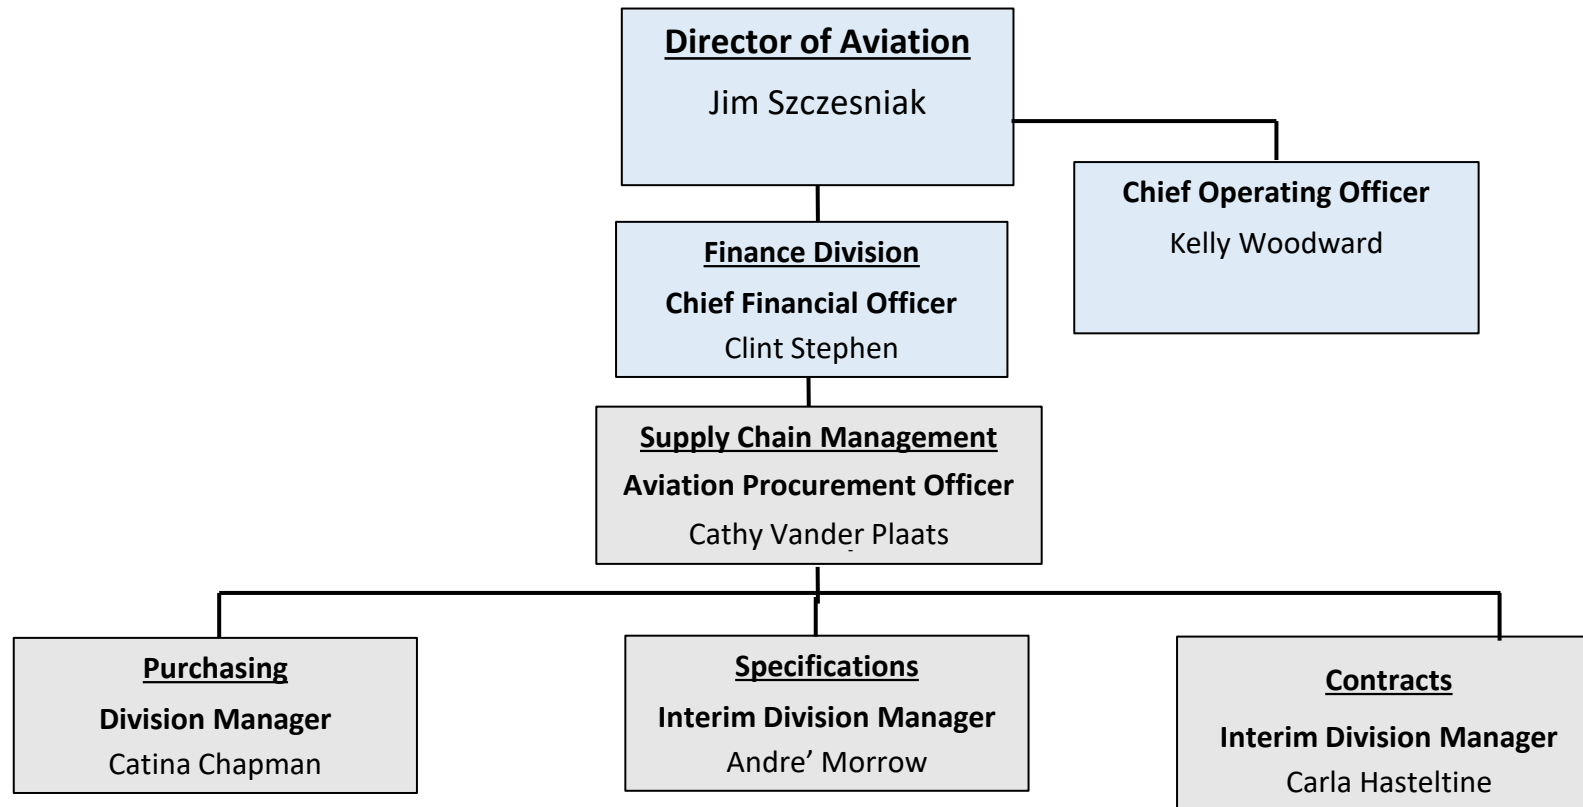 Director of Aviation
Jim Szczesniak
Chief Operating Officer
Kelly Woodward
Finance Division
Chief Financial Officer
Clint Stephen
Supply Chain Management
Aviation Procurement Officer
Cathy Vander Plaats
Purchasing
Division Manager
Catina Chapman
Specifications
Interim Division Manager
Andre’ Morrow
Contracts
Interim Division Manager
Carla Hasteltine